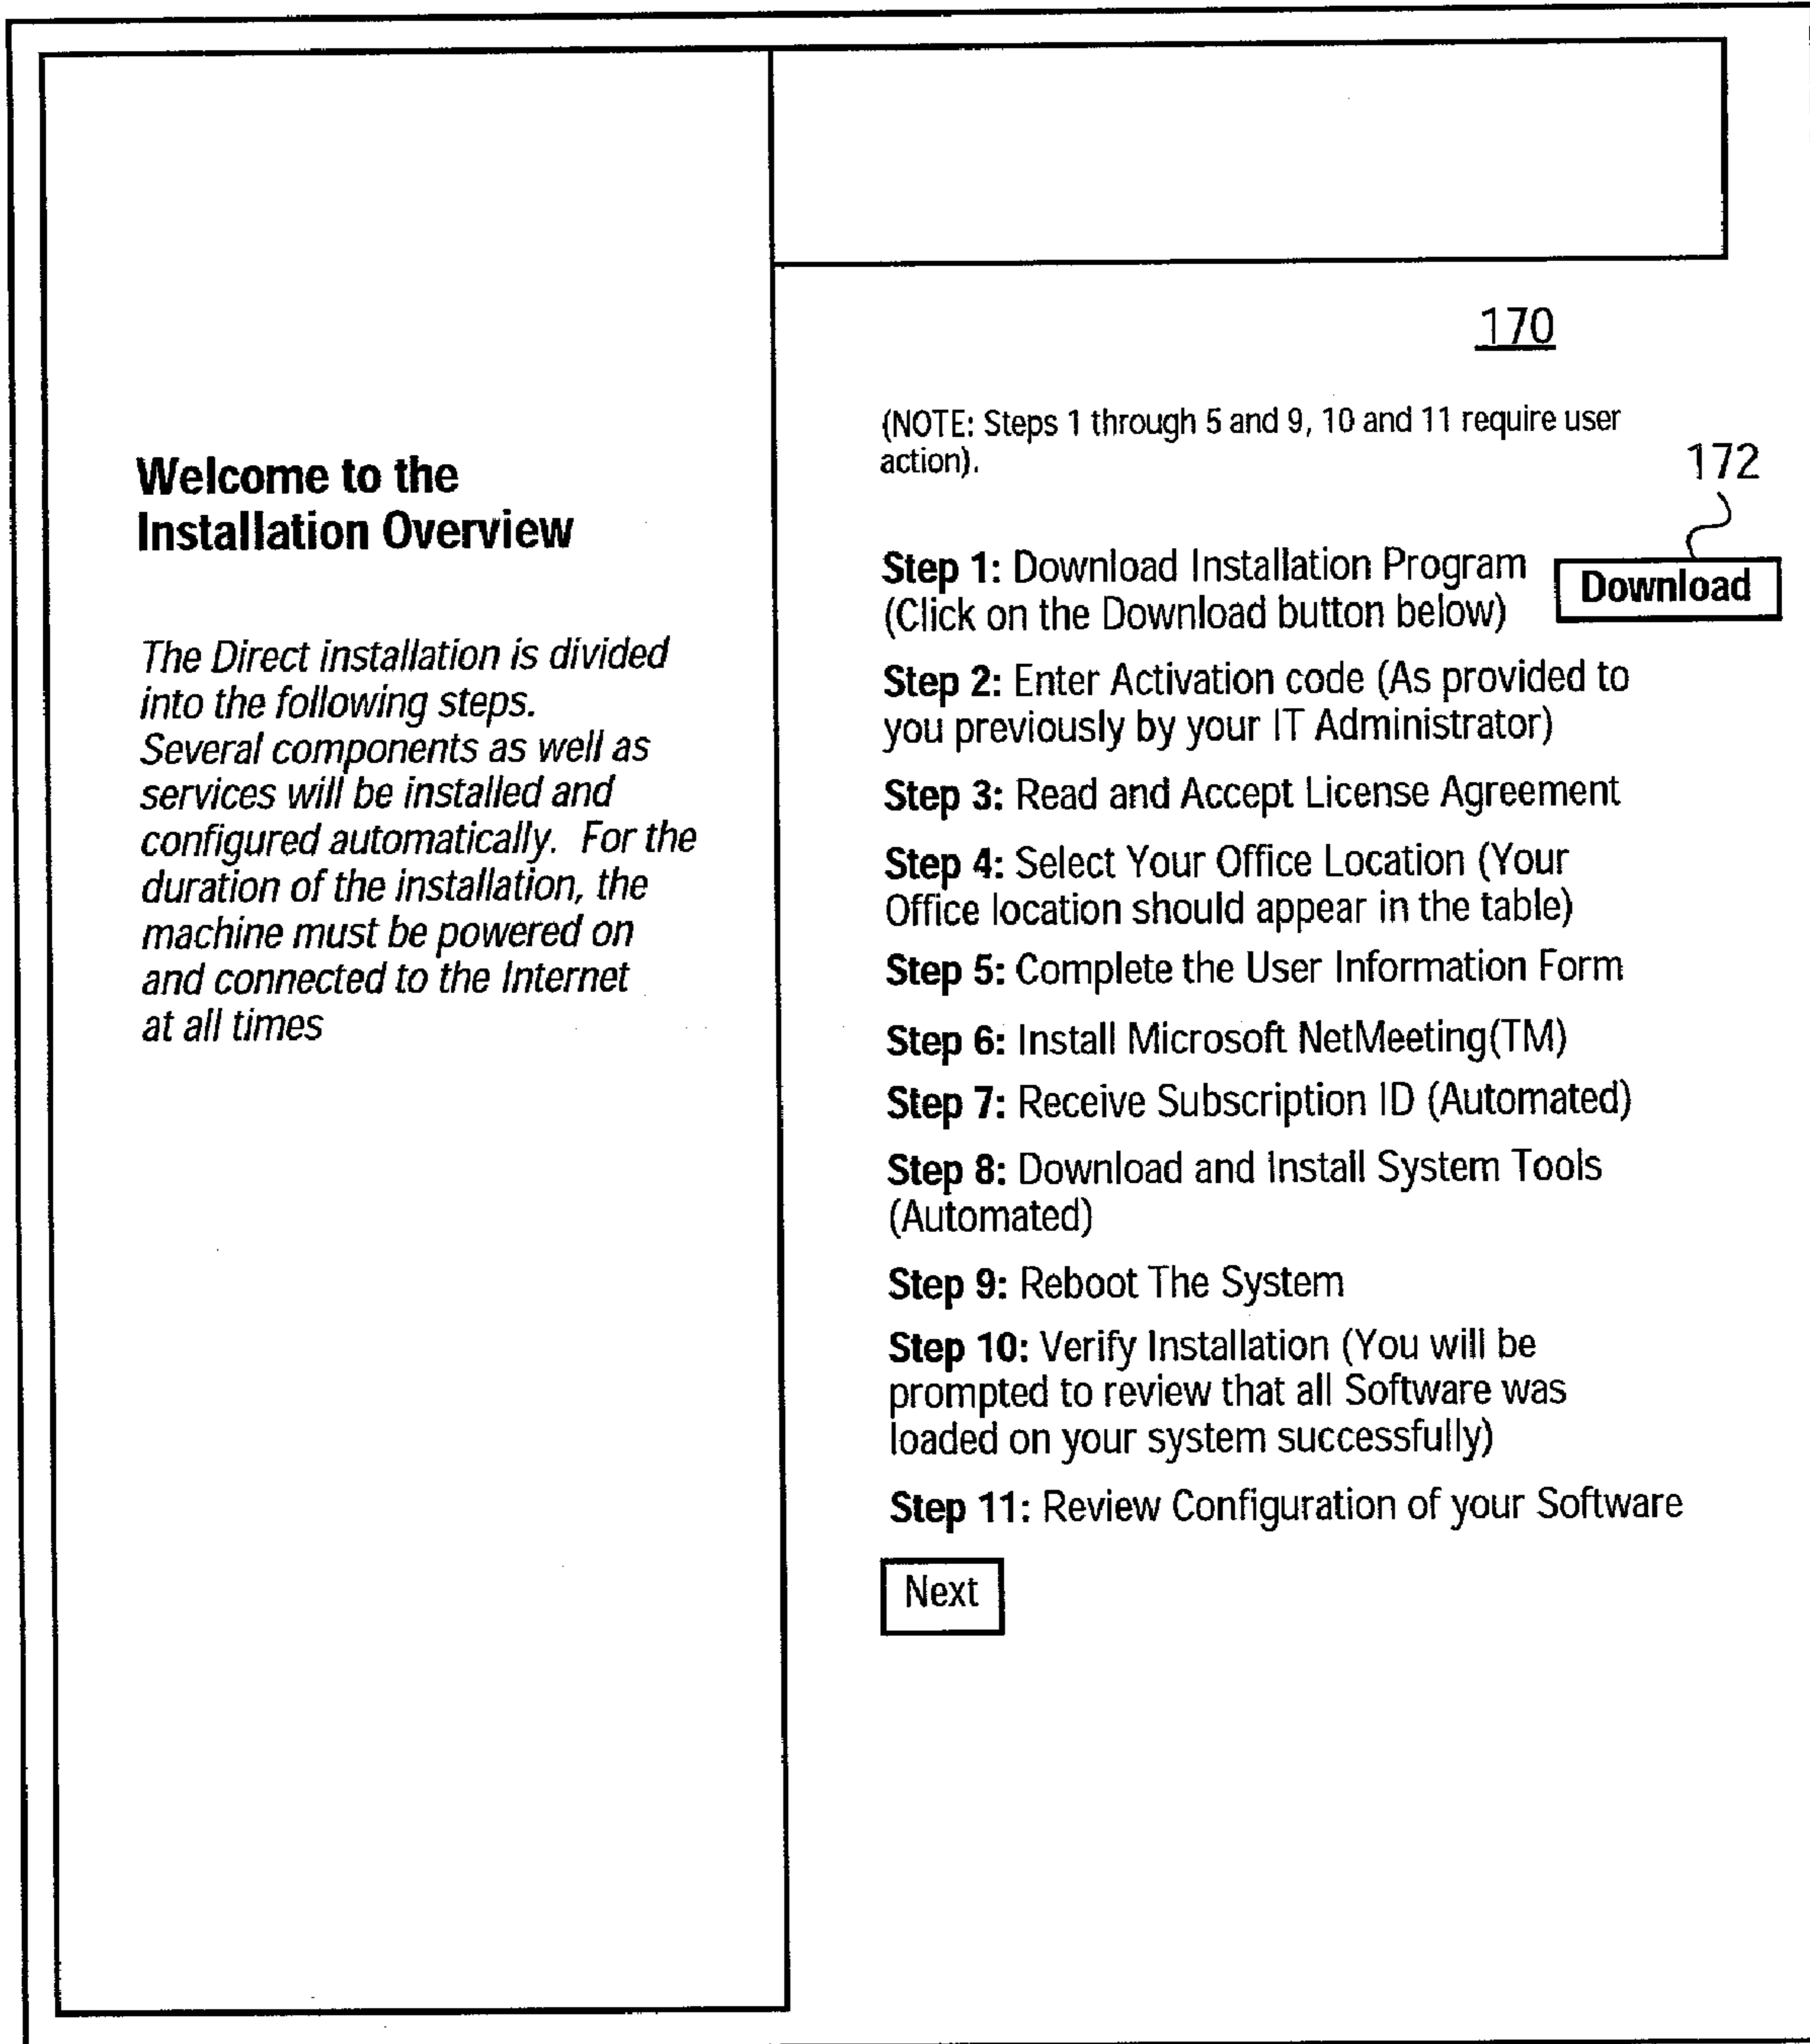 Welcome to the
Installation Overview
The Direct installation is divided
into the following steps.
Several components as well as
services will be installed and
configured automatically. For the
duration of the installation, the
machine must be powered on
and connected to the Internet
at all times
170
(NOTE: Steps 1 through 5 and 9, 10 and 11 require user
action).
172
Step 1: Download Installation Program
(Click on the Download button below)
Download
Step 2: Enter Activation code (As provided to
you previously by your IT Administrator)
Step 3: Read and Accept License Agreement
Step 4: Select Your Office Location (Your
Office location should appear in the table)
Step 5: Complete the User Information Form
Step 6: Install Microsoft NetMeeting(TM)
Step 7: Receive Subscription ID (Automated)
Step 8: Download and Install System Tools
(Automated)
Step 9: Reboot The System
Step 10: Verify Installation (You will be
prompted to review that all Software was
loaded on your system successfully)
Step 11: Review Configuration of your Software
Next